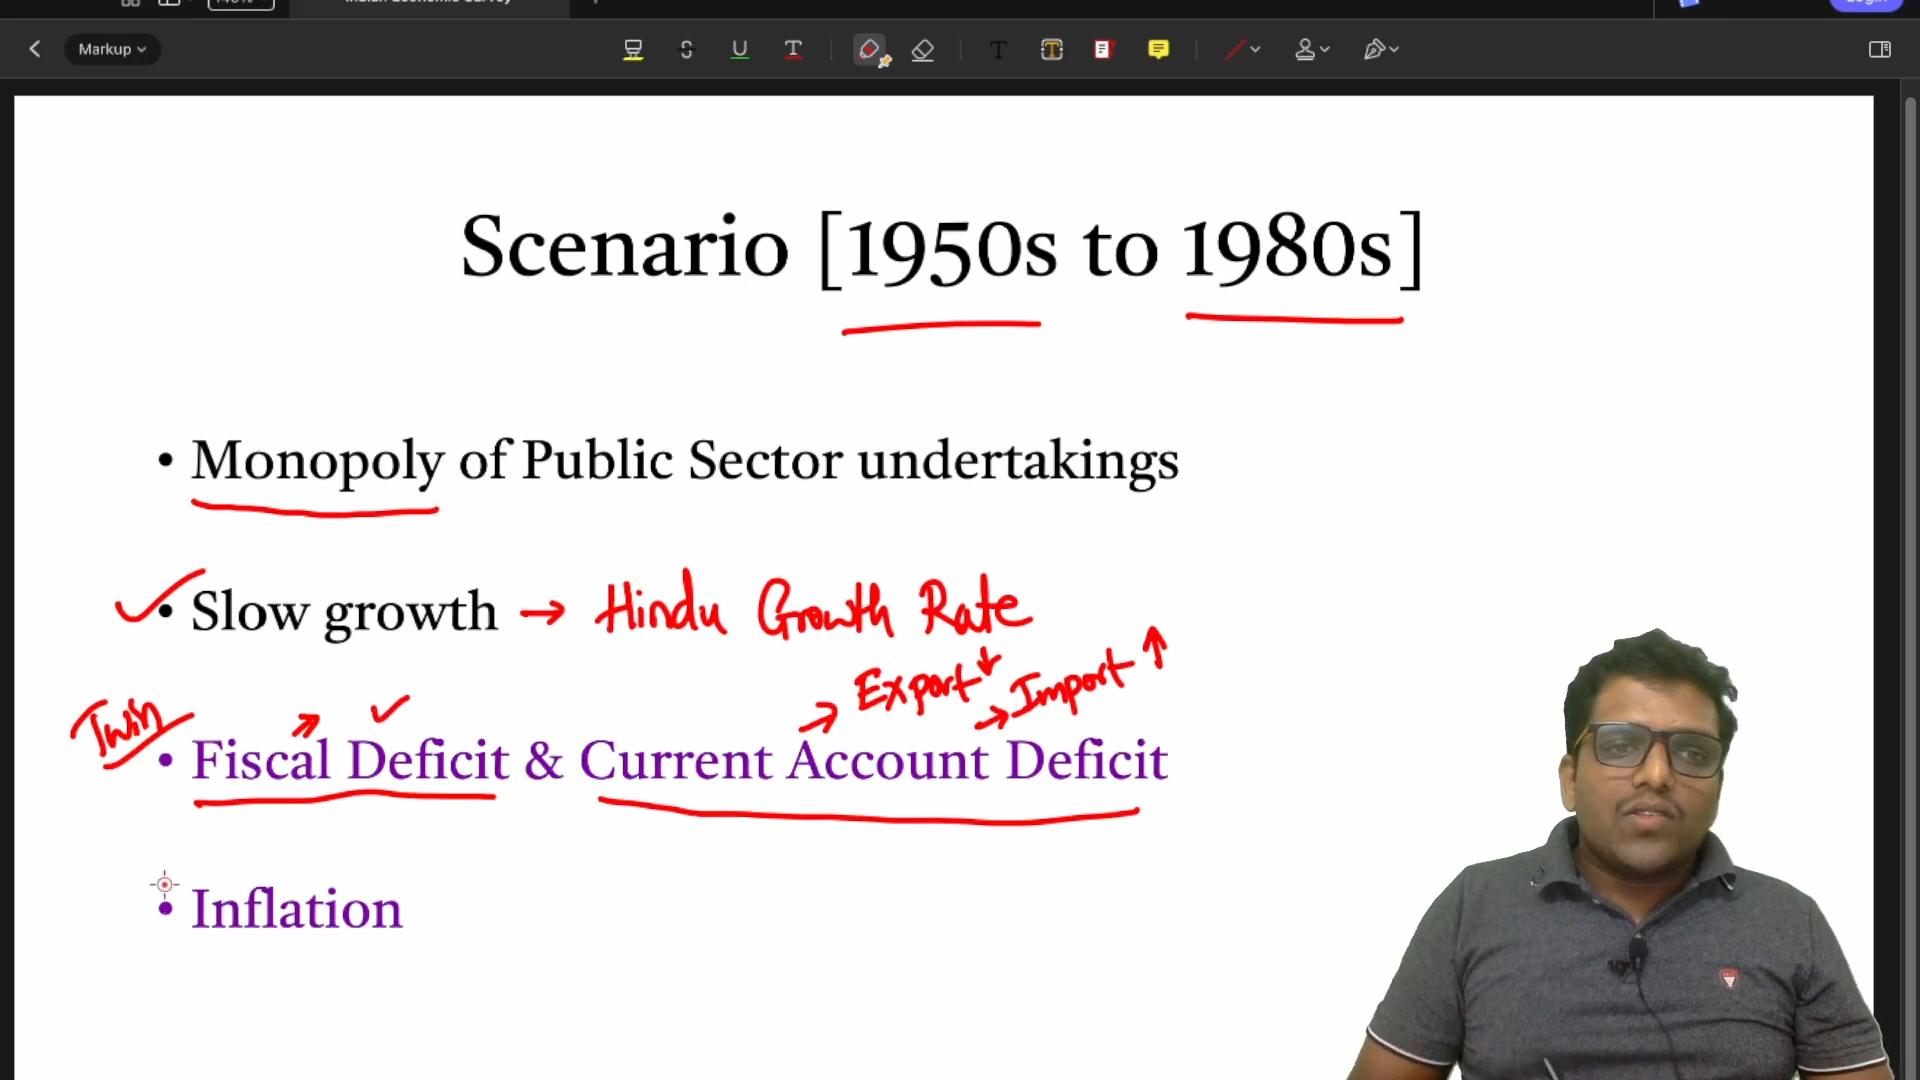 Markup
Scenario [1950s to 1980s]
• Monopoly of Public Sector undertakings
• Slow growth → Hindu Growth Rate
→ Export ↓ → Import ↑
Twin
• Fiscal Deficit & Current Account Deficit
• Inflation